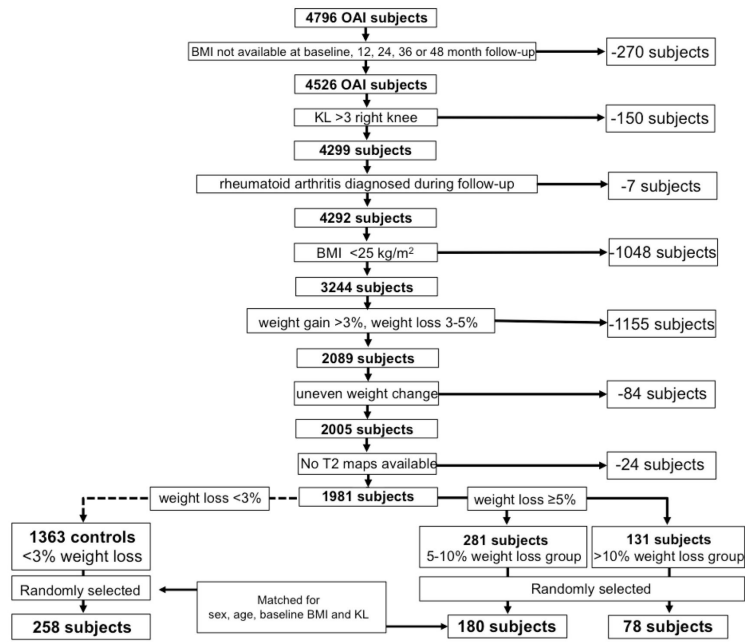 4796 OAI subjects
BMI not available at baseline, 12, 24, 36 or 48 month follow-up
-270 subjects
4526 OAI subjects
KL >3 right knee
-150 subjects
4299 subjects
rheumatoid arthritis diagnosed during follow-up
-7 subjects
4292 subjects
BMI <25 kg/m²
-1048 subjects
3244 subjects
weight gain >3%, weight loss 3-5%
-1155 subjects
2089 subjects
uneven weight change
-84 subjects
2005 subjects
No T2 maps available
-24 subjects
weight loss <3%
1981 subjects
weight loss ≥5%
1363 controls
<3% weight loss
281 subjects
5-10% weight loss group
131 subjects
>10% weight loss group
Randomly selected
Randomly selected
Matched for
sex, age, baseline BMI and KL
258 subjects
180 subjects
78 subjects